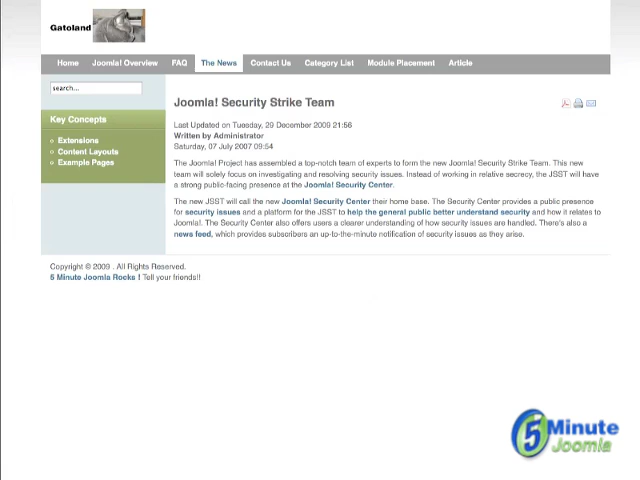 Gatoland
Home Joomla! Overview FAQ The News Contact Us Category List Module Placement Article
search...
Key Concepts
Extensions
Content Layouts
Example Pages
Joomla! Security Strike Team
Last Updated on Tuesday, 29 December 2009 21:56
Written by Administrator
Saturday, 07 July 2007 09:54
The Joomla! Project has assembled a top-notch team of experts to form the new Joomla! Security Strike Team. This new
team will solely focus on investigating and resolving security issues. Instead of working in relative secrecy, the JSST will have
a strong public-facing presence at the Joomla! Security Center.
The new JSST will call the new Joomla! Security Center their home base. The Security Center provides a public presence
for security issues and a platform for the JSST to help the general public better understand security and how it relates to
Joomla!. The Security Center also offers users a clearer understanding of how security issues are handled. There's also a
news feed, which provides subscribers an up-to-the-minute notification of security issues as they arise.
Copyright © 2009 . All Rights Reserved.
5 Minute Joomla Rocks ! Tell your friends!!
5 Minute
Joomla